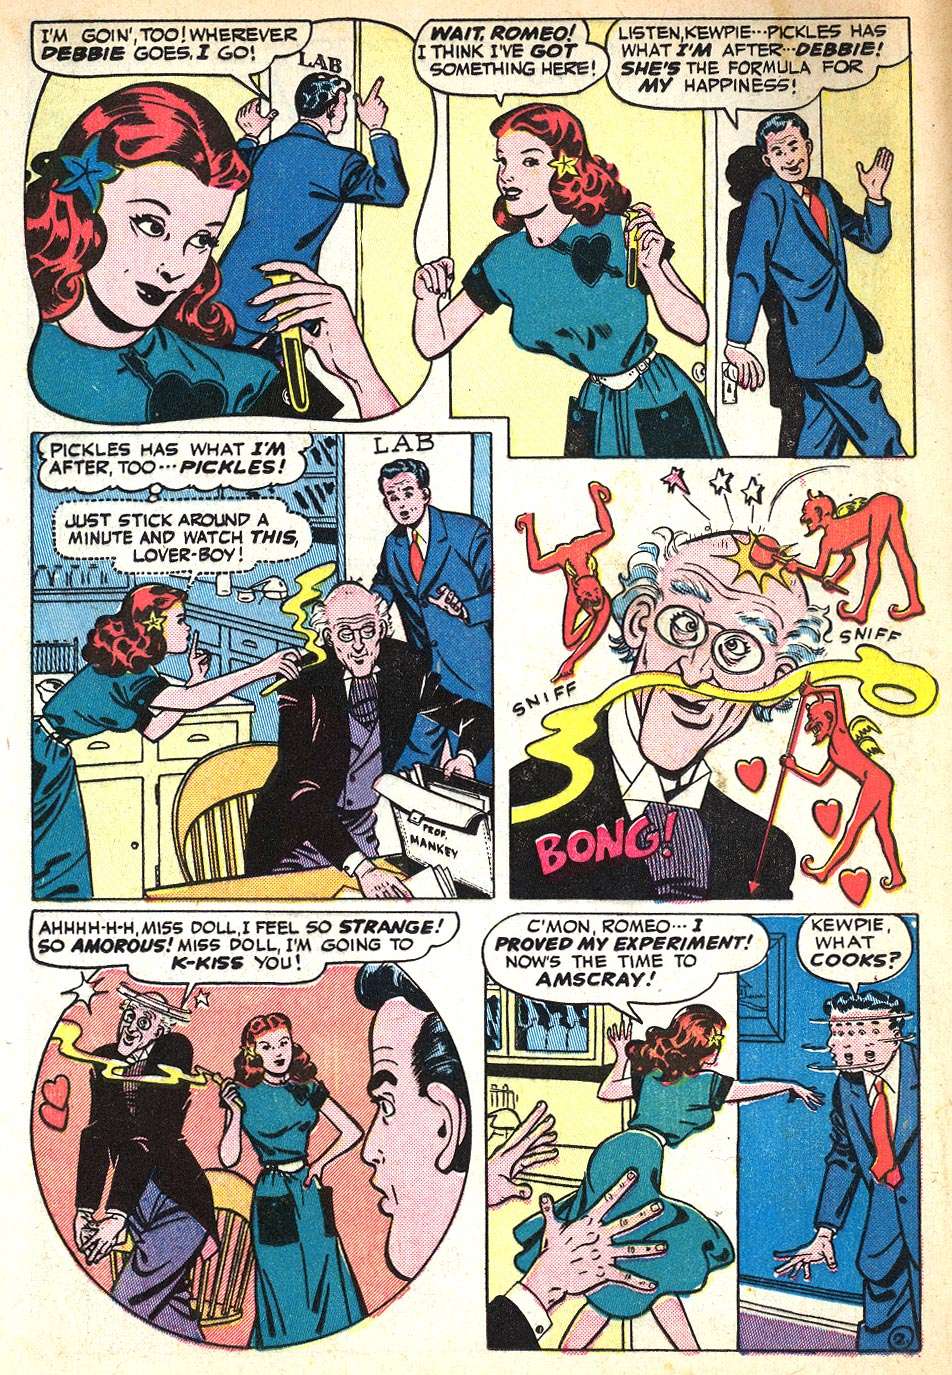 I'M GOIN', TOO! WHEREVER
DEBBIE GOES, I GO!
LAB
WAIT, ROMEO!
I THINK I'VE GOT
SOMETHING HERE!
LISTEN, KEWPIE--- PICKLES HAS
WHAT I'M AFTER--- DEBBIE!
SHE'S THE FORMULA FOR
MY HAPPINESS!
PICKLES HAS WHAT I'M
AFTER, TOO--- PICKLES!
JUST STICK AROUND A
MINUTE AND WATCH THIS,
LOVER-BOY!
LAB
PROF.
MANKEY
SNIFF
SNIFF
BONG!
AHHHH-H-H, MISS DOLL, I FEEL SO STRANGE!
SO AMOROUS! MISS DOLL, I'M GOING TO
K-KISS YOU!
C'MON, ROMEO--- I
PROVED MY EXPERIMENT!
NOW'S THE TIME TO
AMSCRAY!
KEWPIE,
WHAT
COOKS?
2